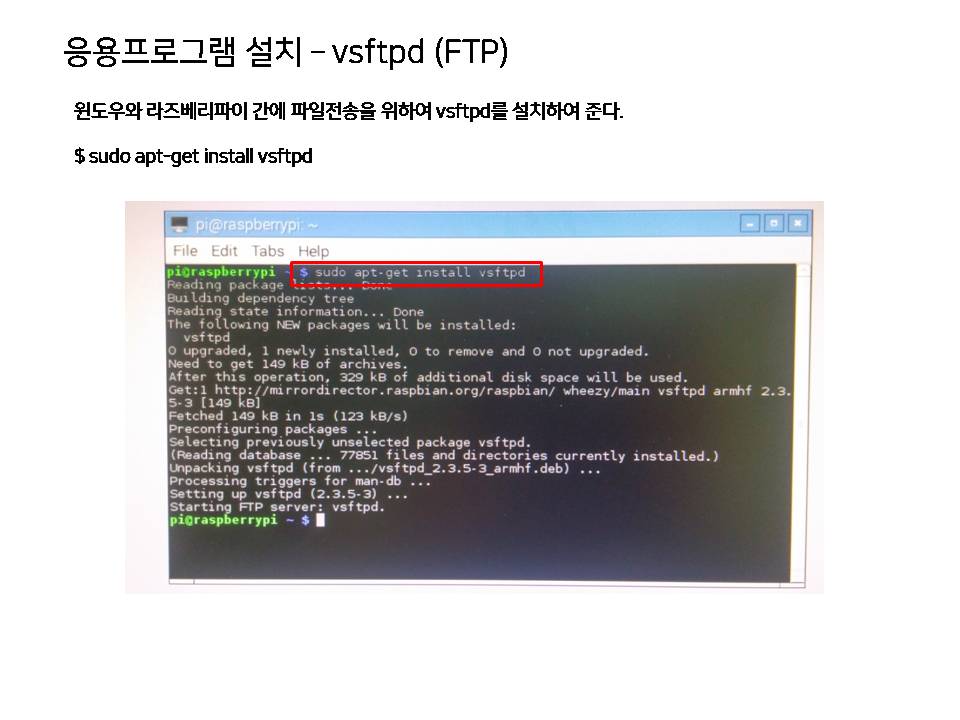 응용프로그램 설치 – vsftpd (FTP)
윈도우와 라즈베리파이 간에 파일전송을 위하여 vsftpd를 설치하여 준다.
$ sudo apt-get install vsftpd
pi@raspberrypi: ~
File Edit Tabs Help
pi@raspberrypi ~ $ sudo apt-get install vsftpd
Reading package lists... Done
Building dependency tree
Reading state information... Done
The following NEW packages will be installed:
vsftpd
0 upgraded, 1 newly installed, 0 to remove and 0 not upgraded.
Need to get 149 kB of archives.
After this operation, 329 kB of additional disk space will be used.
Get:1 http://mirrordirector.raspbian.org/raspbian/ wheezy/main vsftpd armhf 2.3.
5-3 [149 kB]
Fetched 149 kB in 1s (123 kB/s)
Preconfiguring packages ...
Selecting previously unselected package vsftpd.
(Reading database ... 77851 files and directories currently installed.)
Unpacking vsftpd (from .../vsftpd_2.3.5-3_armhf.deb) ...
Processing triggers for man-db ...
Setting up vsftpd (2.3.5-3) ...
Starting FTP server: vsftpd.
pi@raspberrypi ~ $